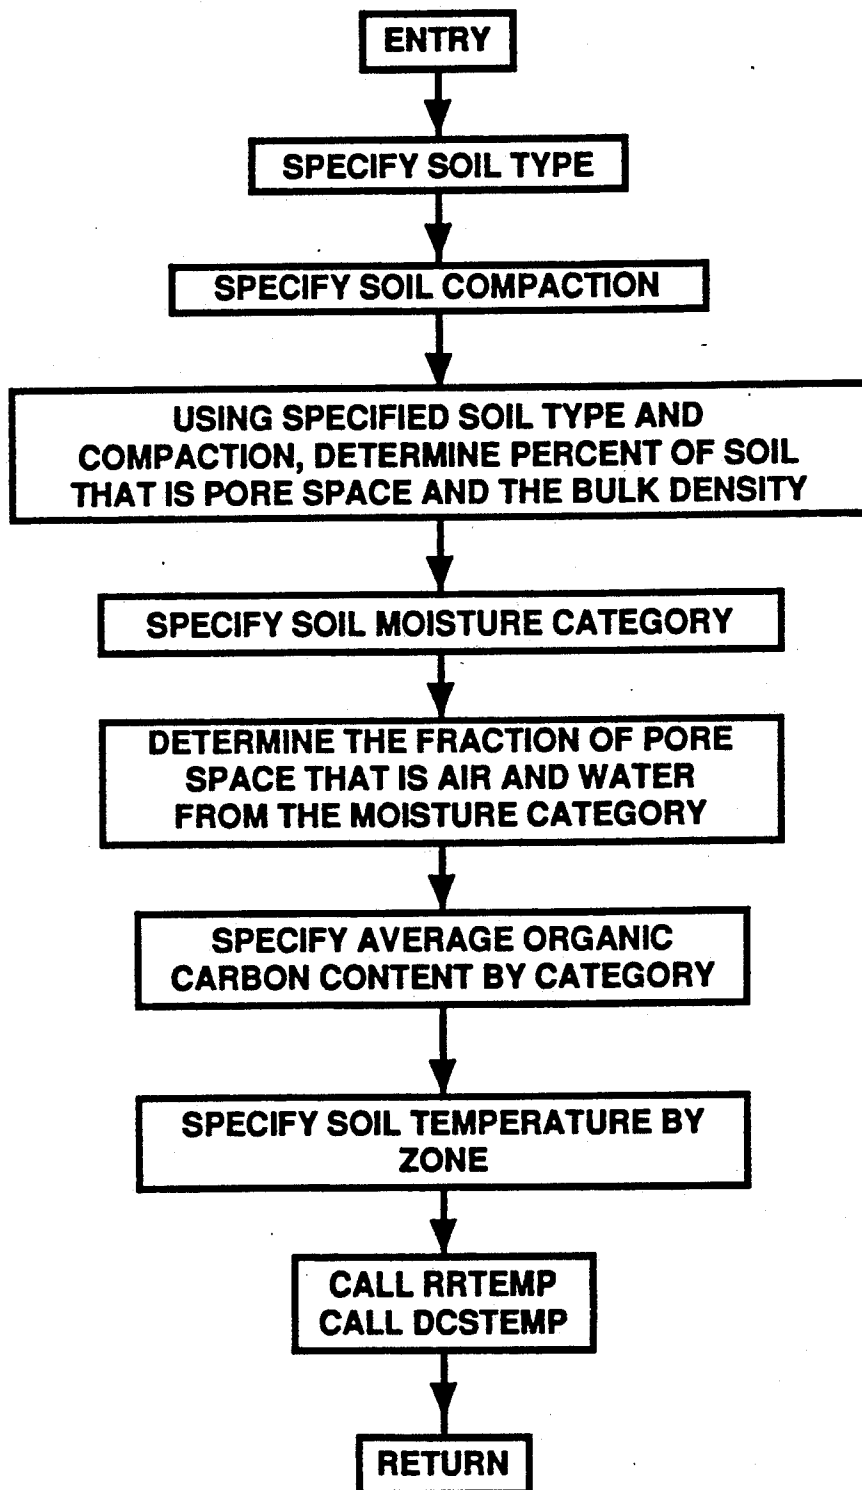 ENTRY
SPECIFY SOIL TYPE
SPECIFY SOIL COMPACTION
USING SPECIFIED SOIL TYPE AND
COMPACTION, DETERMINE PERCENT OF SOIL
THAT IS PORE SPACE AND THE BULK DENSITY
SPECIFY SOIL MOISTURE CATEGORY
DETERMINE THE FRACTION OF PORE
SPACE THAT IS AIR AND WATER
FROM THE MOISTURE CATEGORY
SPECIFY AVERAGE ORGANIC
CARBON CONTENT BY CATEGORY
SPECIFY SOIL TEMPERATURE BY
ZONE
CALL RRTEMP
CALL DCSTEMP
RETURN